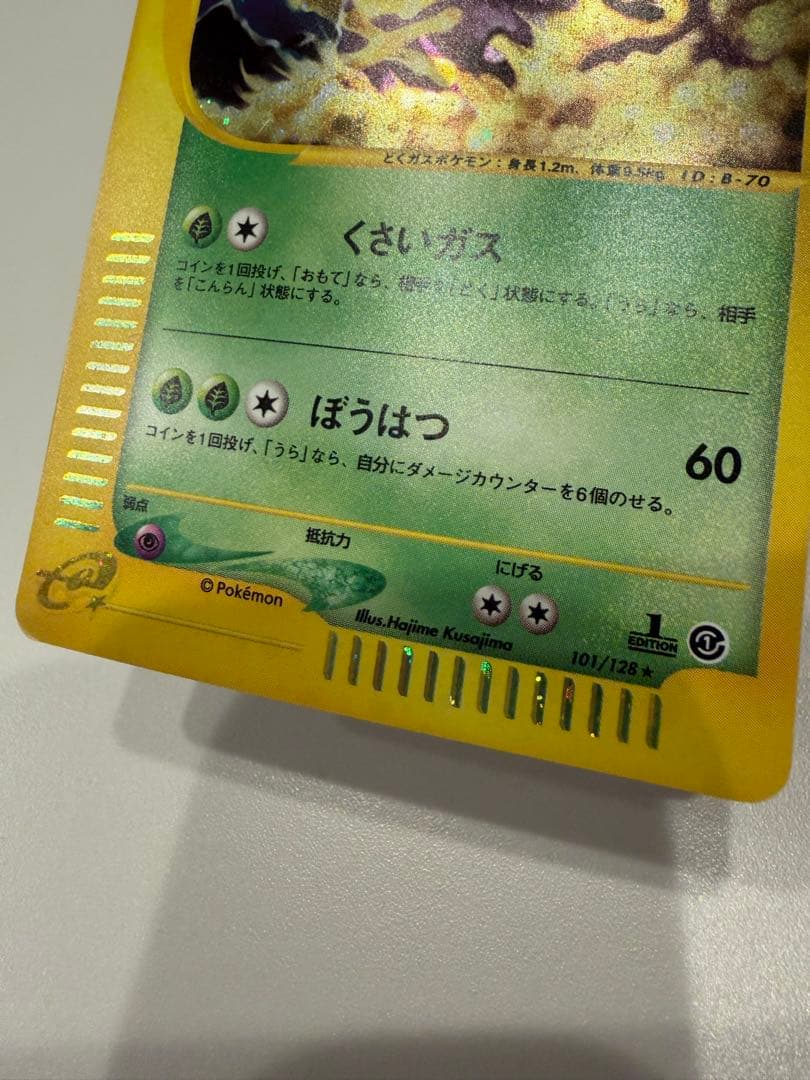 どくガスポケモン：身長1.2m、体重9.5kg ID：B-70
くさいガス
コインを1回投げ、「おもて」なら、相手を「どく」状態にする。「うら」なら、相手
を「こんらん」状態にする。
ぼうはつ 60
コインを1回投げ、「うら」なら、自分にダメージカウンターを6個のせる。
弱点 抵抗力 にげる
©Pokémon
Illus.Hajime Kusajima
101/128★
1 EDITION 1